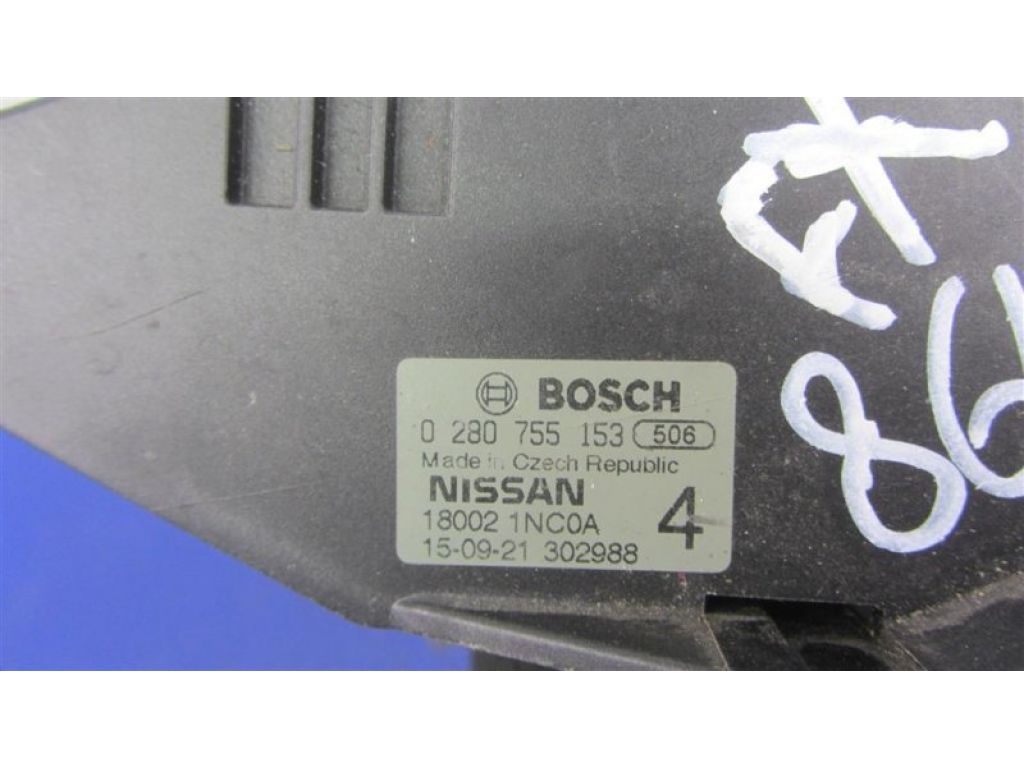 BOSCH
0 280 755 153 506
Made in Czech Republic
NISSAN
18002 1NC0A 4
15-09-21 302988